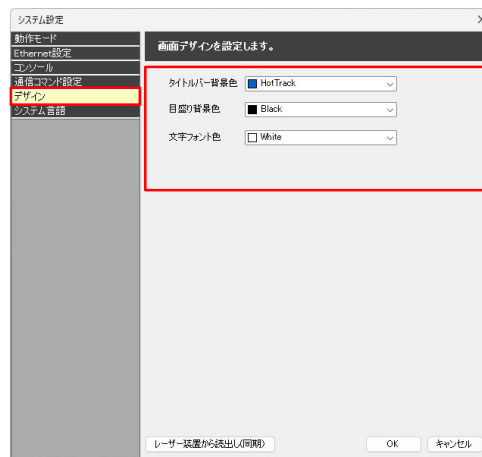 システム設定
動作モード
Ethernet設定
コンソール
通信コマンド設定
デザイン
システム言語
画面デザインを設定します。
タイトルバー背景色 HotTrack
目盛り背景色 Black
文字フォント色 White
レーザー装置から読出し(同期)
OK
キャンセル